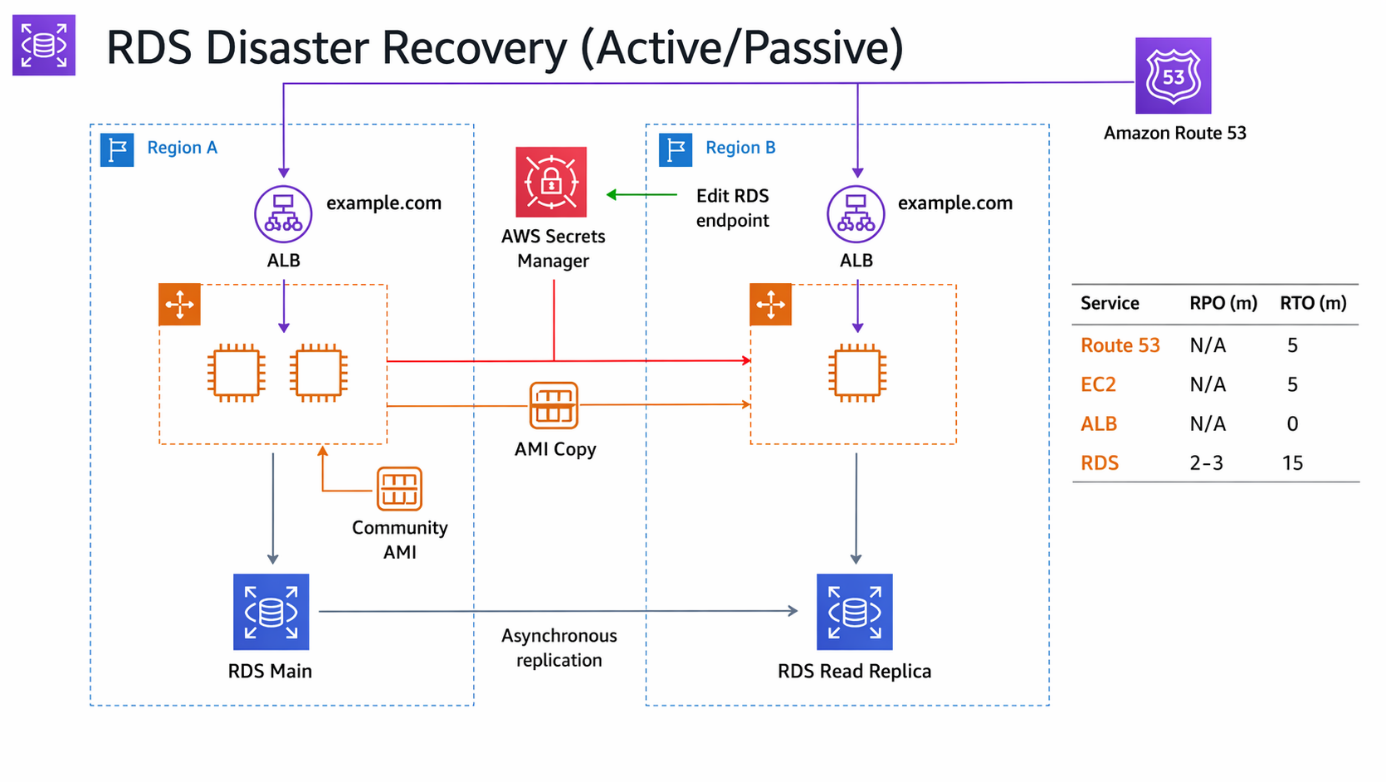 RDS Disaster Recovery (Active/Passive)
53
Amazon Route 53
Region A
example.com
ALB
AWS Secrets
Manager
Edit RDS
endpoint
Region B
example.com
ALB
AMI Copy
Community
AMI
RDS Main
Asynchronous
replication
RDS Read Replica
Service RPO (m) RTO (m)
Route 53 N/A 5
EC2 N/A 5
ALB N/A 0
RDS 2-3 15